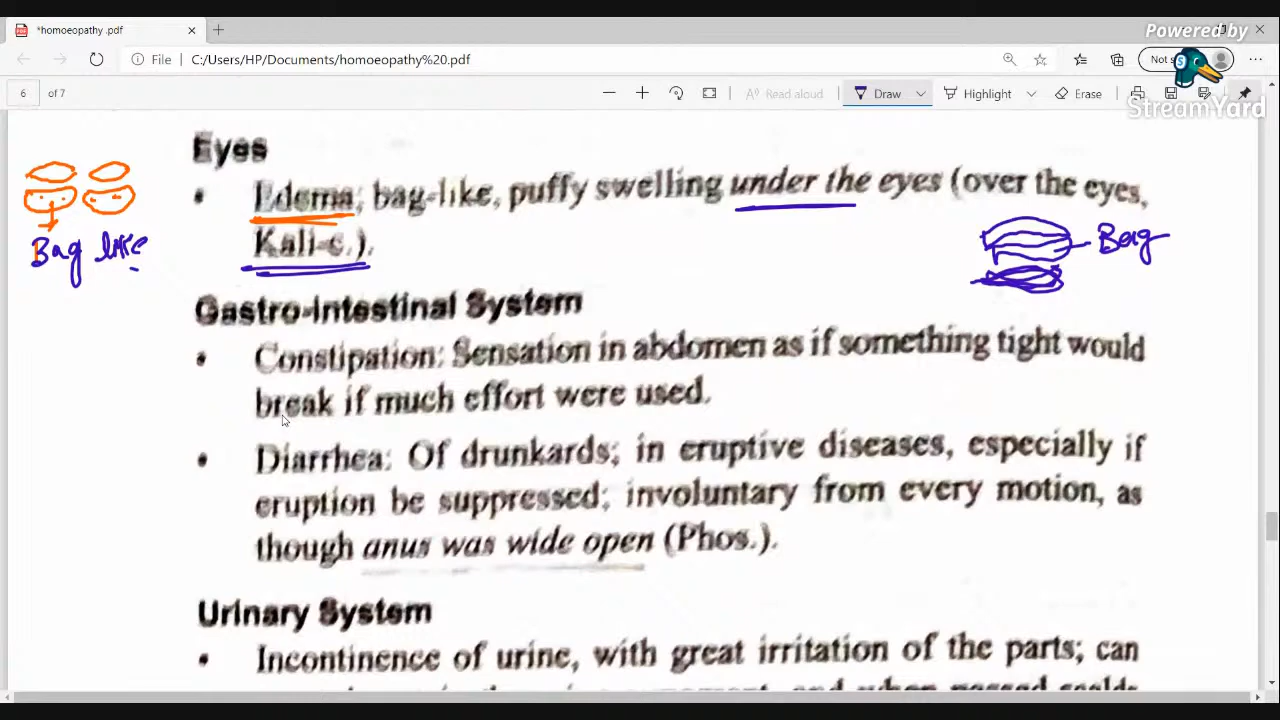 *homoeopathy .pdf
Powered by
File C:/Users/HP/Documents/homoeopathy%20.pdf
Not s
6 of 7
Read aloud
Draw
Highlight
Erase
StreamYard
Eyes
• Edema; bag-like, puffy swelling under the eyes (over the eyes,
Kali-c.).
Bag like
Bag
Gastro-Intestinal System
• Constipation: Sensation in abdomen as if something tight would
break if much effort were used.
• Diarrhea: Of drunkards; in eruptive diseases, especially if
eruption be suppressed; involuntary from every motion, as
though anus was wide open (Phos.).
Urinary System
• Incontinence of urine, with great irritation of the parts; can